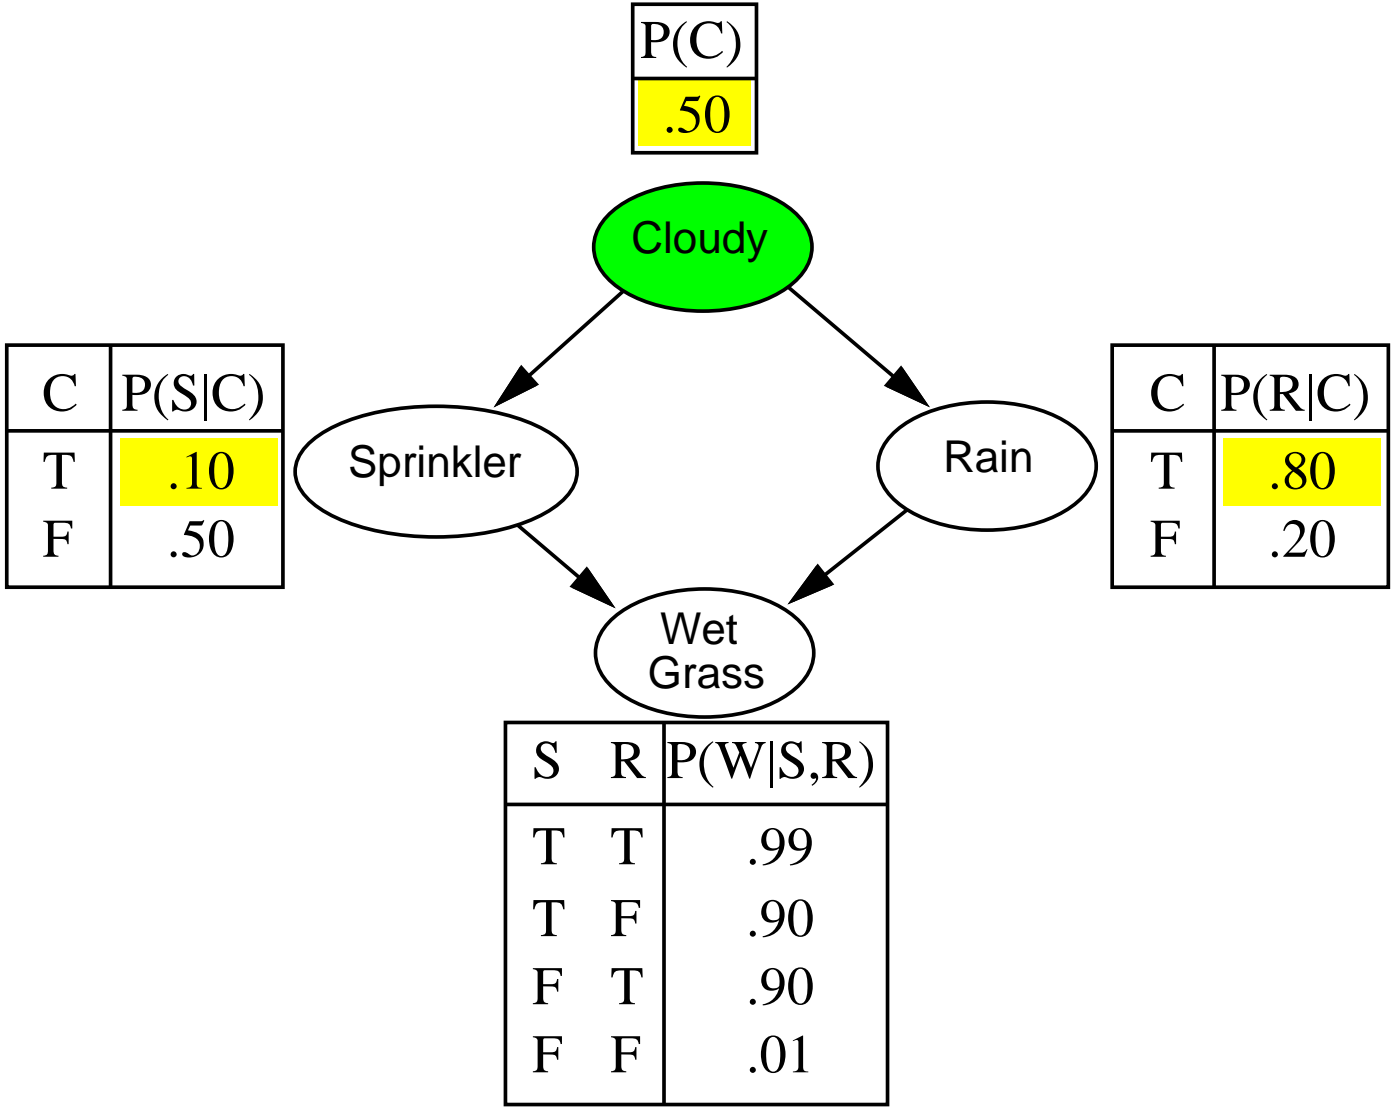 P(C)
.50
Cloudy
C P(S|C)
T .10
F .50
Sprinkler
Rain
C P(R|C)
T .80
F .20
Wet
Grass
S R P(W|S,R)
T T .99
T F .90
F T .90
F F .01